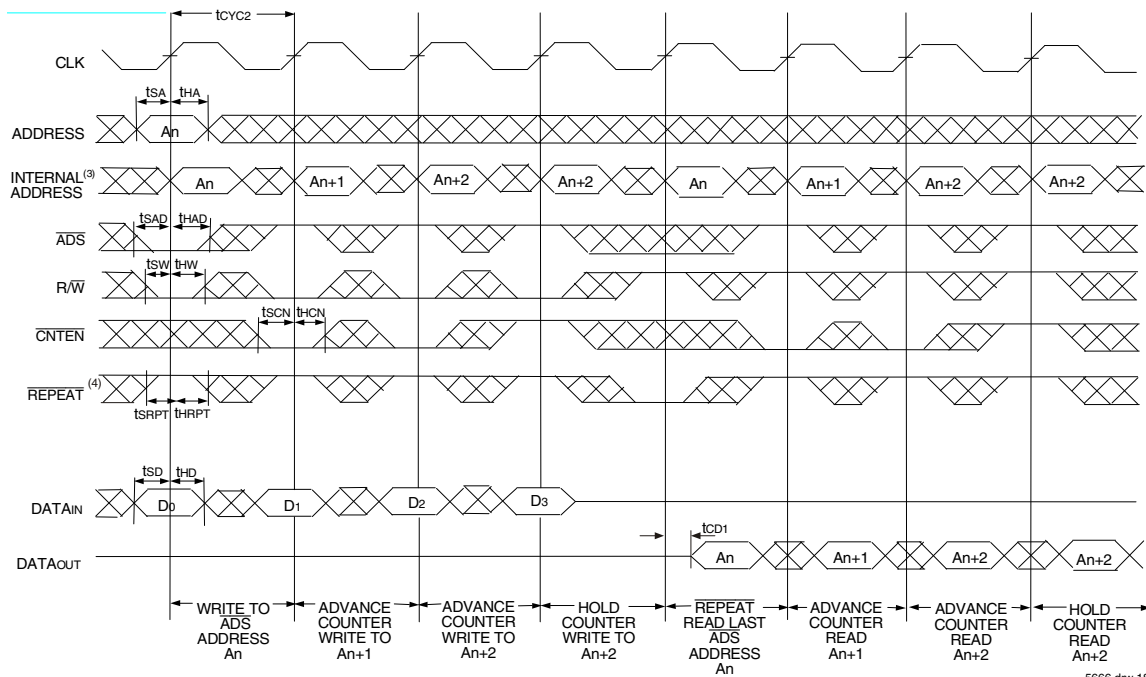 tCYC2
CLK
tSA tHA
ADDRESS An
INTERNAL(3)
ADDRESS
An An+1 An+2 An+2 An An+1 An+2 An+2
tSAD tHAD
ADS
tSW tHW
R/W
tSCN tHCN
CNTEN
REPEAT (4)
tSRPT tHRPT
tSD tHD
DATAIN D0 D1 D2 D3
tCD1
DATAOUT An An+1 An+2 An+2
WRITE TO
ADS
ADDRESS
An
ADVANCE
COUNTER
WRITE TO
An+1
ADVANCE
COUNTER
WRITE TO
An+2
HOLD
COUNTER
WRITE TO
An+2
REPEAT
READ LAST
ADS
ADDRESS
An
ADVANCE
COUNTER
READ
An+1
ADVANCE
COUNTER
READ
An+2
HOLD
COUNTER
READ
An+2